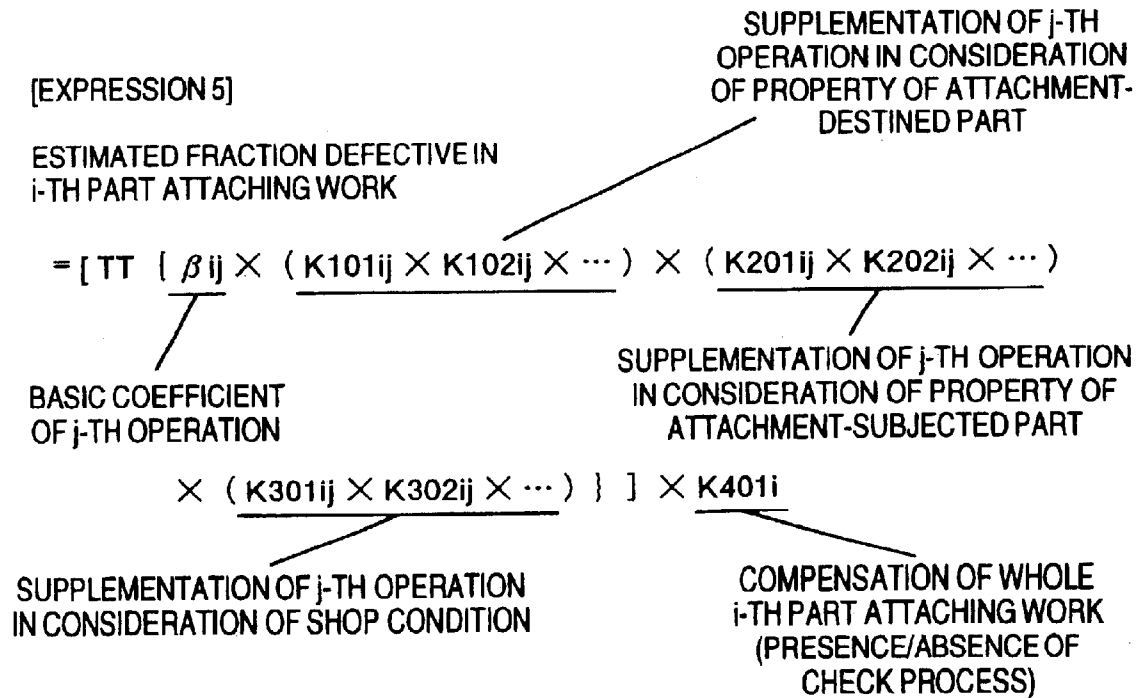 SUPPLEMENTATION OF j-TH
OPERATION IN CONSIDERATION
OF PROPERTY OF ATTACHMENT-
DESTINED PART
[EXPRESSION 5]
ESTIMATED FRACTION DEFECTIVE IN
i-TH PART ATTACHING WORK
= [ TT { βij × ( K101ij × K102ij × ⋯ ) × ( K201ij × K202ij × ⋯ )
BASIC COEFFICIENT
OF j-TH OPERATION
SUPPLEMENTATION OF j-TH OPERATION
IN CONSIDERATION OF PROPERTY OF
ATTACHMENT-SUBJECTED PART
× ( K301ij × K302ij × ⋯ ) } ] × K401i
SUPPLEMENTATION OF j-TH OPERATION
IN CONSIDERATION OF SHOP CONDITION
COMPENSATION OF WHOLE
i-TH PART ATTACHING WORK
(PRESENCE/ABSENCE OF
CHECK PROCESS)